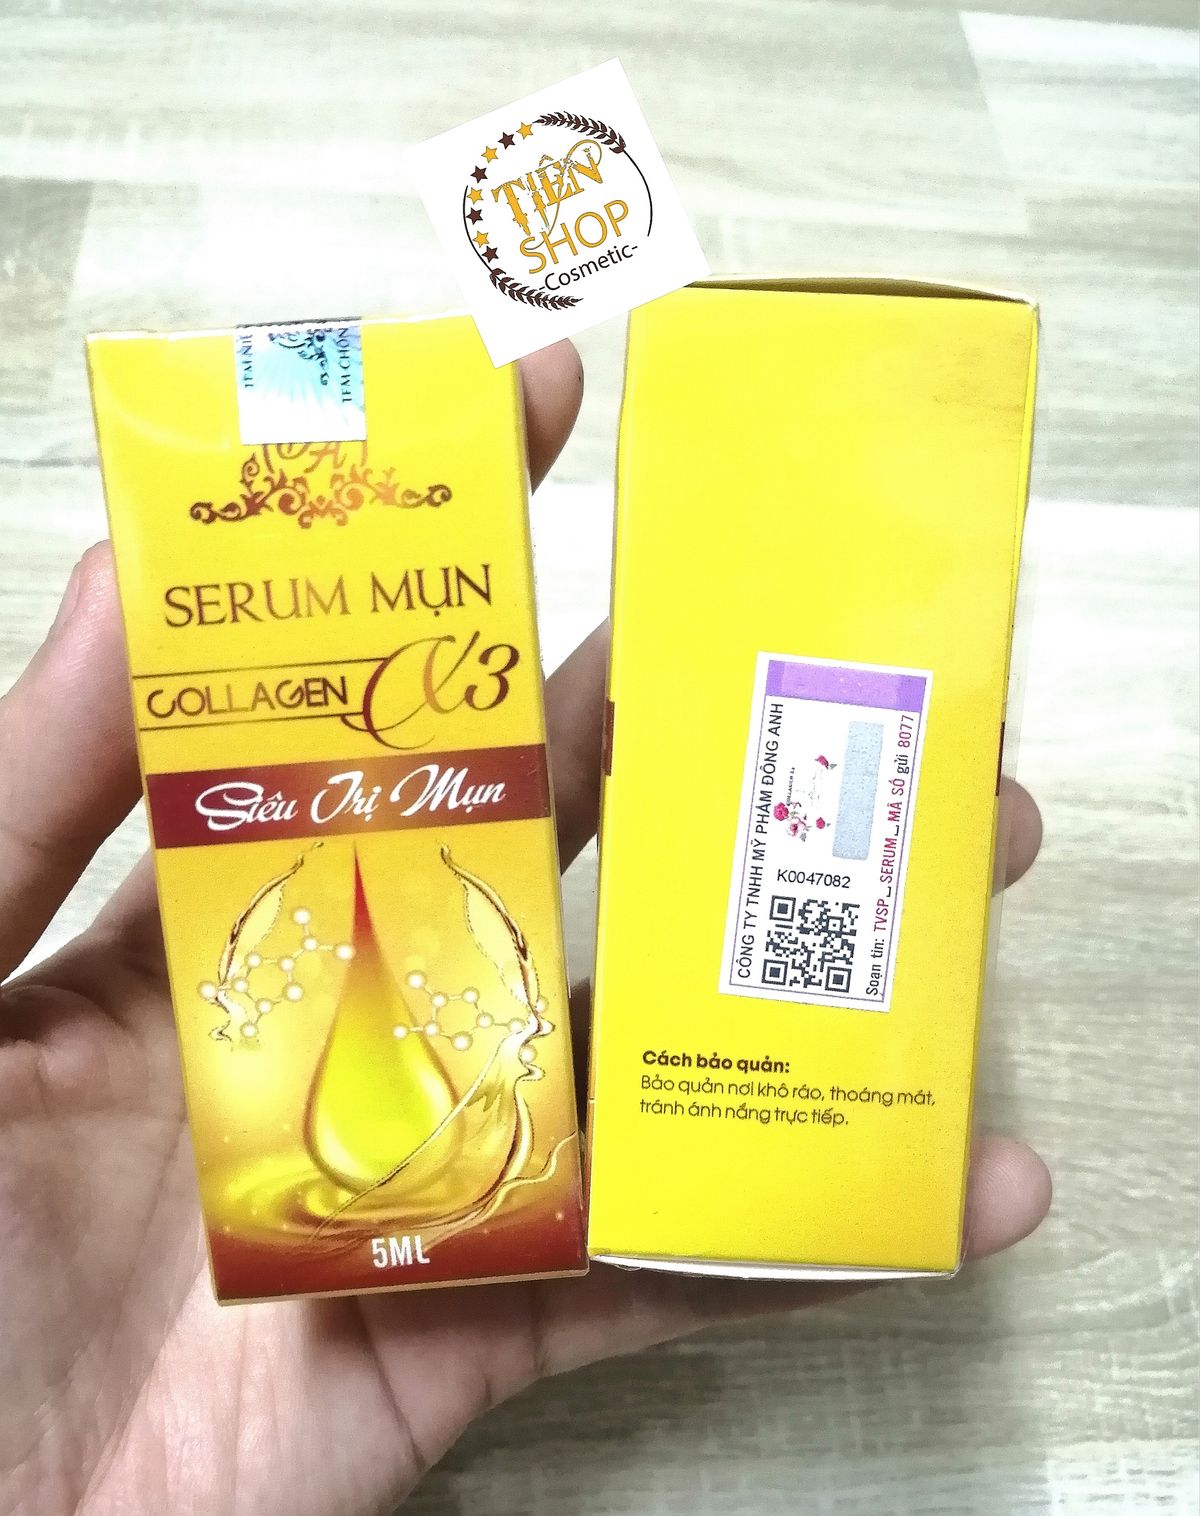 TIÊN
SHOP
-Cosmetic-
TEM CHỐN
SERUM MỤN
COLLAGEN X3
Siêu Trị Mụn
5ML
CÔNG TY TNHH MỸ PHẨM ĐÔNG ANH
K0047082
Soạn tin: TVSP_SERUM_MÃ SỐ gửi 8077
Cách bảo quản:
Bảo quản nơi khô ráo, thoáng mát,
tránh ánh nắng trực tiếp.